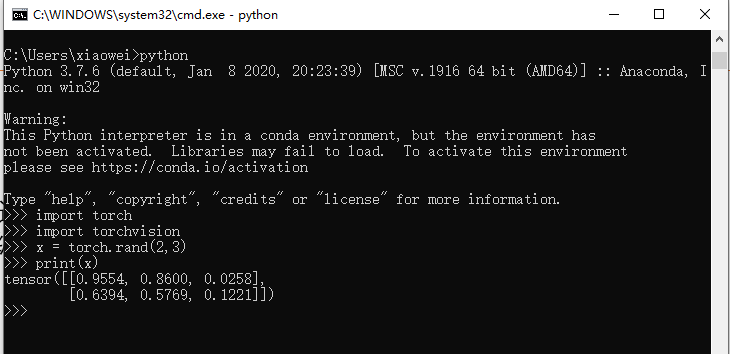 C:\WINDOWS\system32\cmd.exe - python
C:\Users\xiaowei>python
Python 3.7.6 (default, Jan  8 2020, 20:23:39) [MSC v.1916 64 bit (AMD64)] :: Anaconda, I
nc. on win32
Warning:
This Python interpreter is in a conda environment, but the environment has
not been activated.  Libraries may fail to load.  To activate this environment
please see https://conda.io/activation
Type "help", "copyright", "credits" or "license" for more information.
>>> import torch
>>> import torchvision
>>> x = torch.rand(2,3)
>>> print(x)
tensor([[0.9554, 0.8600, 0.0258],
        [0.6394, 0.5769, 0.1221]])
>>>